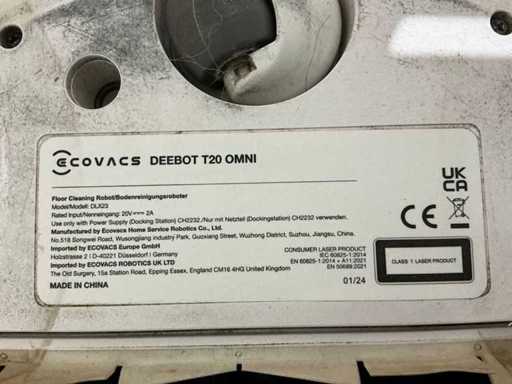 ECOVACS DEEBOT T20 OMNI
Floor Cleaning Robot/Bodenreinigungsroboter
Model/Modell: DLX23
Rated Input/Nenneingang: 20V⎓ 2A
Use only with Power Supply (Docking Station) CH2232./Nur mit Netzteil (Dockingstation) CH2232 verwenden.
Manufactured by Ecovacs Home Service Robotics Co., Ltd.
No.518 Songwei Road, Wusongjiang Industry Park, Guoxiang Street, Wuzhong District, Suzhou, Jiangsu, China.
Imported by ECOVACS Europe GmbH
Holzstrasse 2 I D-40221 Düsseldorf I Germany
Imported by ECOVACS ROBOTICS UK LTD
The Old Surgery, 15a Station Road, Epping Essex, England CM16 4HG United Kingdom
MADE IN CHINA
CONSUMER LASER PRODUCT
IEC 60825-1:2014
EN 60825-1:2014 + A11:2021
EN 50689:2021
01/24
UK
CA
CE
CLASS 1 LASER PRODUCT